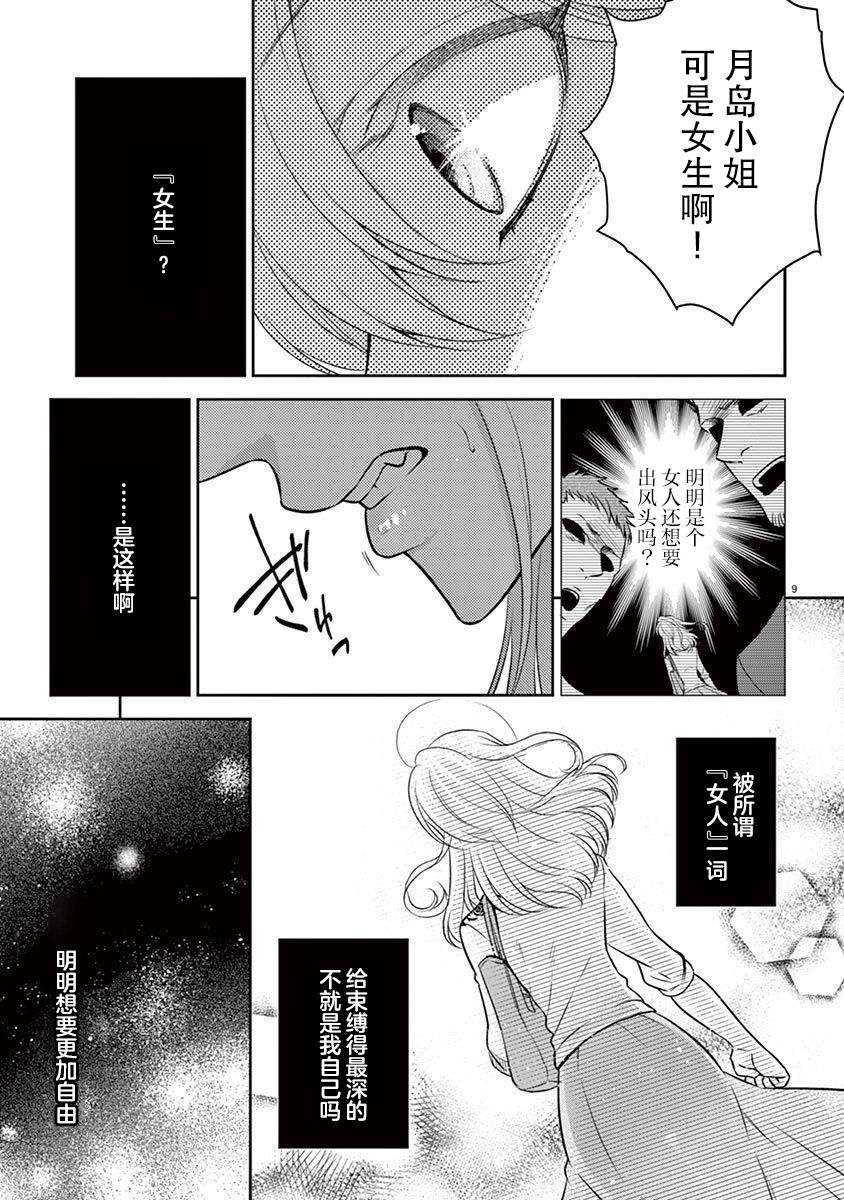 月岛小姐
可是女生啊！
『女生』？
明明是个
女人还想要
出风头吗？
ぎゅっ
……是这样啊
9
被所谓
『女人』一词
给束缚得最深的
不就是我自己吗
明明想要更加自由